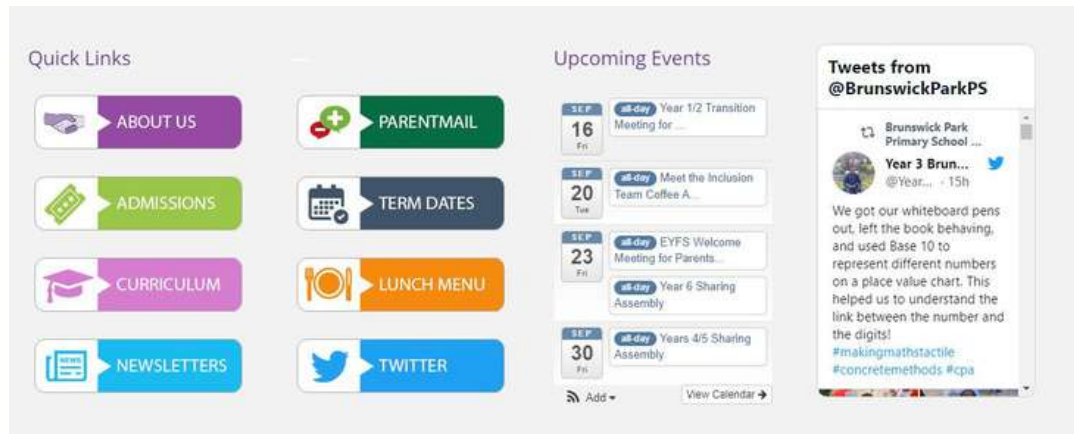 Quick Links
ABOUT US
PARENTMAIL
ADMISSIONS
TERM DATES
CURRICULUM
LUNCH MENU
NEWS
NEWSLETTERS
TWITTER
Upcoming Events
SEP
16
Fri
all-day Year 1/2 Transition
Meeting for ...
SEP
20
Tue
all-day Meet the Inclusion
Team Coffee A...
SEP
23
Fri
all-day EYFS Welcome
Meeting for Parents...
all-day Year 6 Sharing
Assembly
SEP
30
Fri
all-day Years 4/5 Sharing
Assembly
Add
View Calendar
Tweets from
@BrunswickParkPS
Brunswick Park
Primary School ...
Year 3 Brun...
@Year... · 15h
We got our whiteboard pens
out, left the book behaving,
and used Base 10 to
represent different numbers
on a place value chart. This
helped us to understand the
link between the number and
the digits!
#makingmathstactile
#concretemethods #cpa